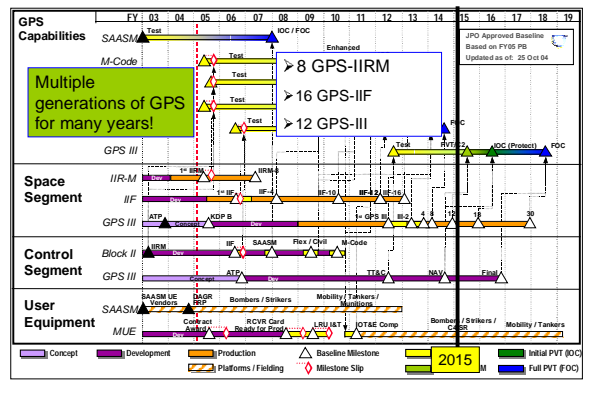 GPS Capabilities
FY 03 04 05 06 07 08 09 10 11 12 13 14 15 16 17 18 19
JPO Approved Baseline
Based on FY05 PB
Updated as of: 25 Oct 04
SAASM
Test
IOC / FOC
M-Code
Test
Enhanced
Test
Test
Test
Multiple
generations of GPS
for many years!
➢8 GPS-IIRM
➢16 GPS-IIF
➢12 GPS-III
FOC
GPS III
Test
PVT/C2
IOC (Protect)
FOC
Space
Segment
IIR-M
Dev
1st IIRM
IIRM-8
IIF
Dev
1st IIF
IIF-4
IIF-10
IIF-12
IIF-16
GPS III
ATP
Concept
KDP B
Dev
1st GPS III
III-2
4
8
12
18
30
Control
Segment
Block II
IIRM
Dev
IIF
SAASM
Flex / Civil
M-Code
GPS III
Concept
ATP
Dev
TT&C
NAV
Final
User
Equipment
SAASM
SAASM UE
Vendors
DAGR
FRP
Bombers / Strikers
Mobility / Tankers /
Munitions
MUE
Dev
Contract
Award
RCVR Card
Ready for Prod
LRU I&T
IOT&E Comp
Bombers / Strikers /
C4ISR
Mobility / Tankers
Concept
Development
Production
Baseline Milestone
Initial PVT (IOC)
Platforms / Fielding
Milestone Slip
2015
M
Full PVT (FOC)